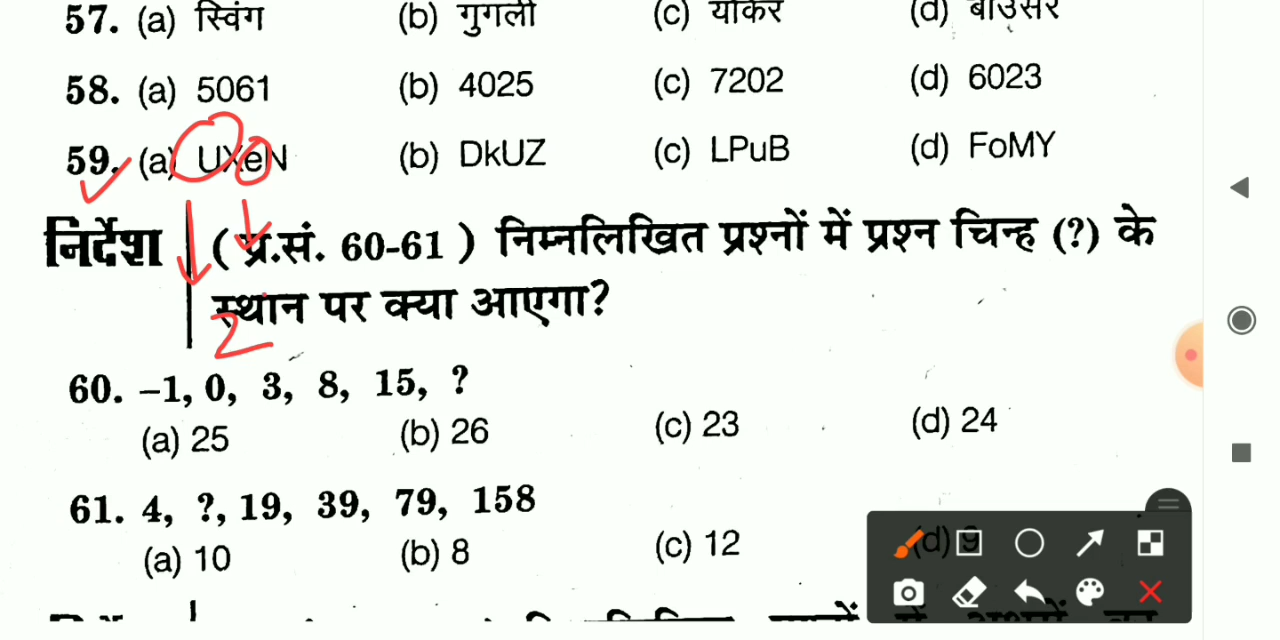 57. (a) स्विंग (b) गुगली (c) यॉर्कर (d) बाउंसर
58. (a) 5061 (b) 4025 (c) 7202 (d) 6023
59. (a) UXeN (b) DkUZ (c) LPuB (d) FoMY
निर्देश ( प्र.सं. 60-61 ) निम्नलिखित प्रश्नों में प्रश्न चिन्ह (?) के
स्थान पर क्या आएगा?
2
60. –1, 0, 3, 8, 15, ?
(a) 25 (b) 26 (c) 23 (d) 24
61. 4, ?, 19, 39, 79, 158
(a) 10 (b) 8 (c) 12 (d) 9